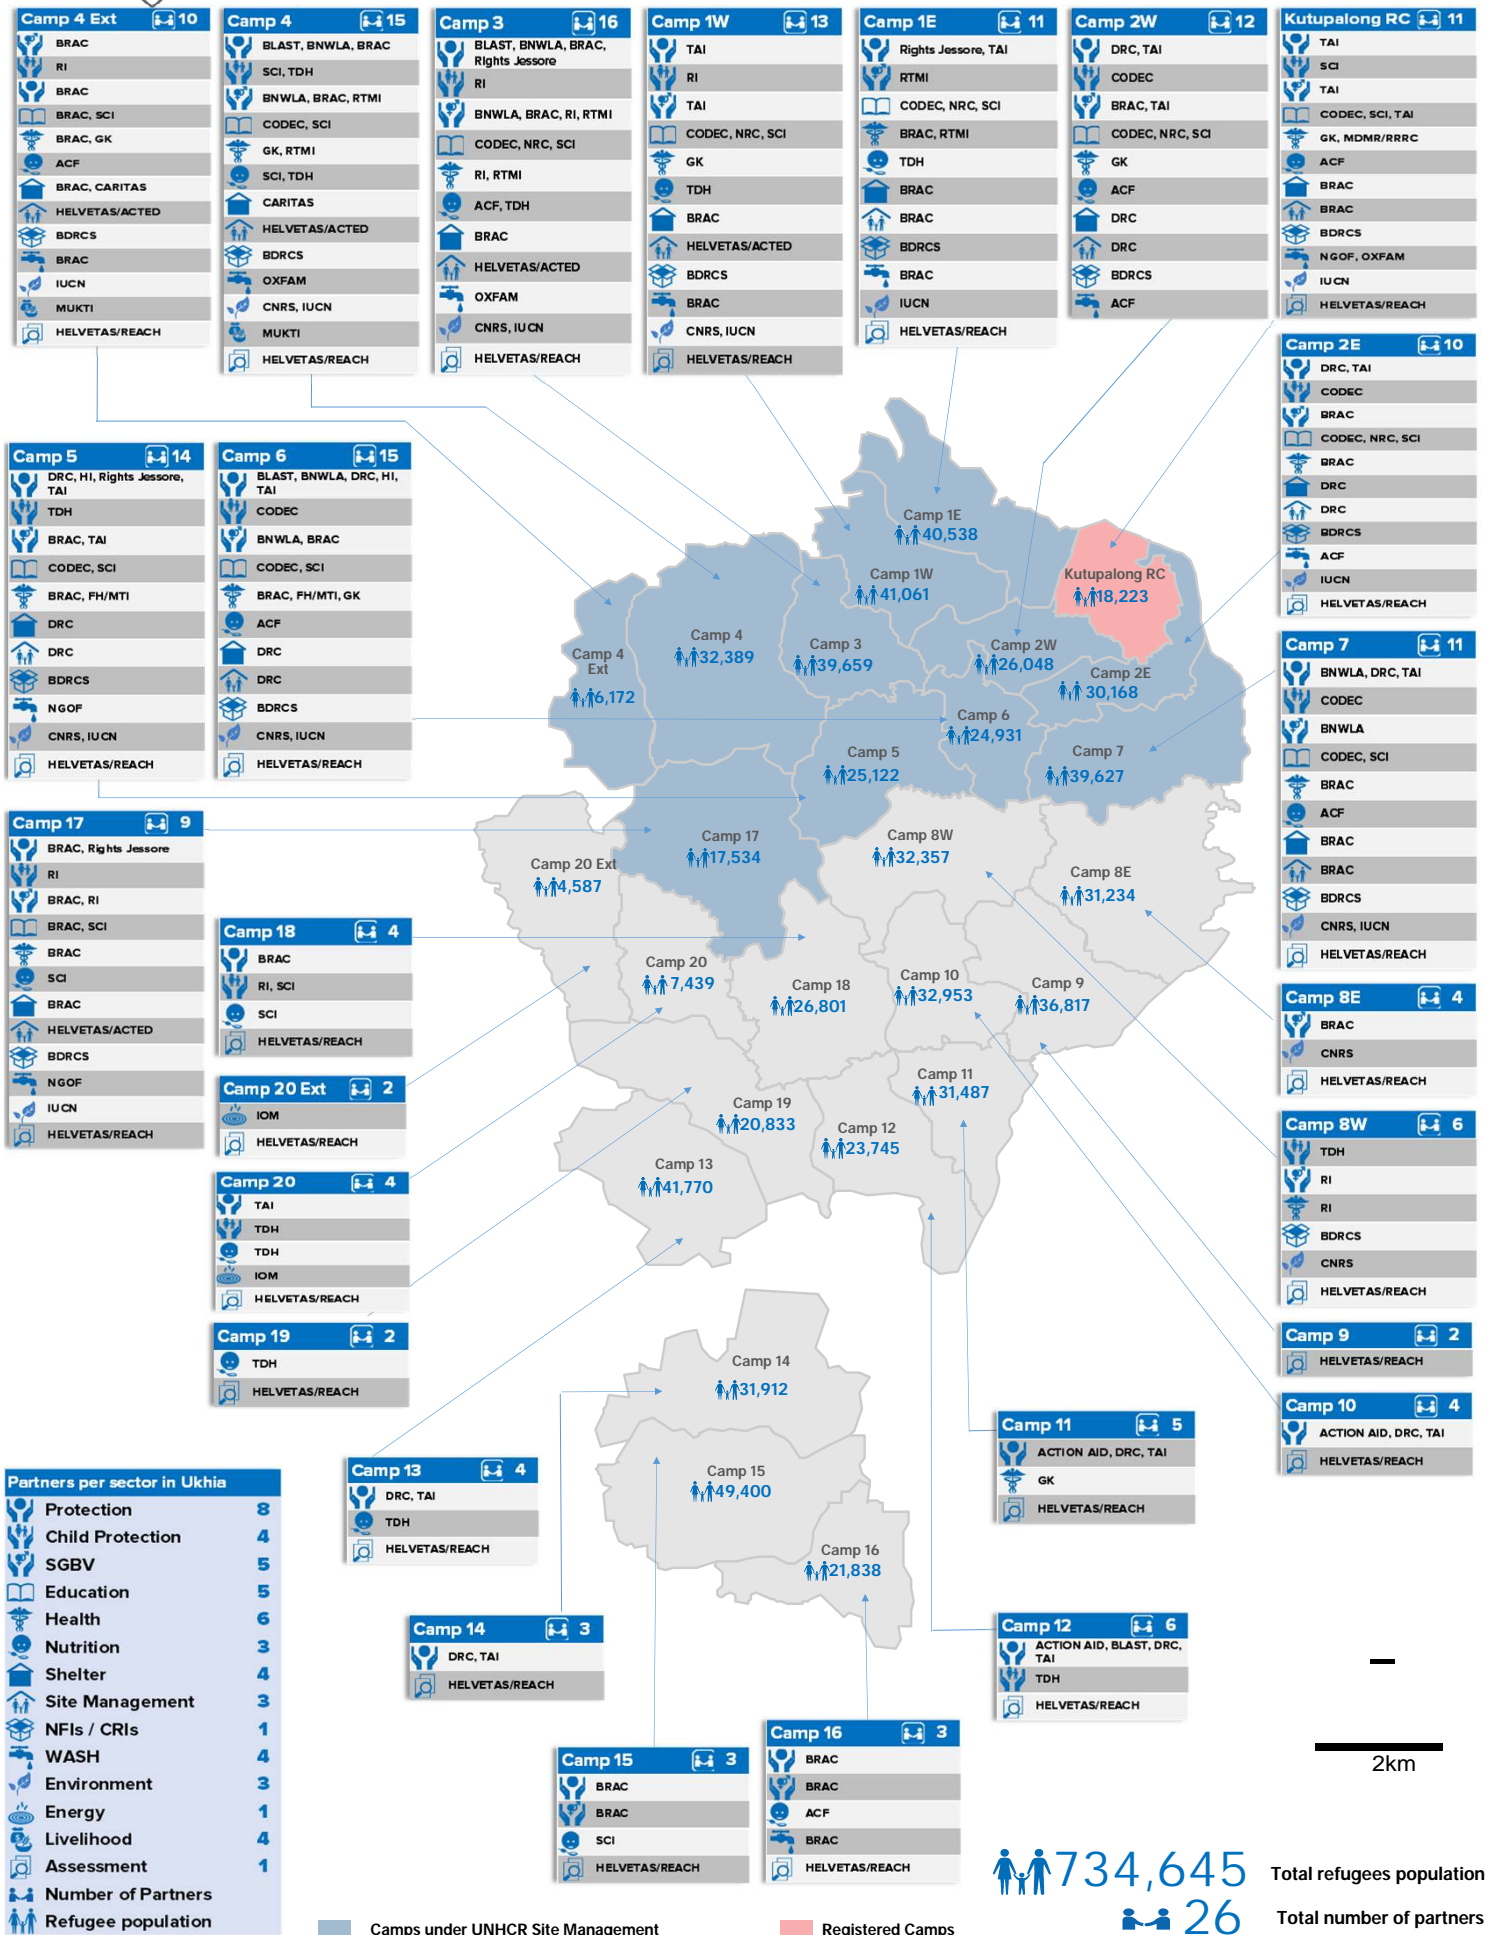 Camp 4 Ext 10
BRAC
RI
BRAC
BRAC, SCI
BRAC, GK
ACF
BRAC, CARITAS
HELVETAS/ACTED
BDRCS
BRAC
IUCN
MUKTI
HELVETAS/REACH
Camp 4 15
BLAST, BNWLA, BRAC
SCI, TDH
BNWLA, BRAC, RTMI
CODEC, SCI
GK, RTMI
SCI, TDH
CARITAS
HELVETAS/ACTED
BDRCS
OXFAM
CNRS, IUCN
MUKTI
HELVETAS/REACH
Camp 3 16
BLAST, BNWLA, BRAC,
Rights Jessore
RI
BNWLA, BRAC, RI, RTMI
CODEC, NRC, SCI
RI, RTMI
ACF, TDH
BRAC
HELVETAS/ACTED
OXFAM
CNRS, IUCN
HELVETAS/REACH
Camp 1W 13
TAI
RI
TAI
CODEC, NRC, SCI
GK
TDH
BRAC
HELVETAS/ACTED
BDRCS
BRAC
CNRS, IUCN
HELVETAS/REACH
Camp 1E 11
Rights Jessore, TAI
RTMI
CODEC, NRC, SCI
BRAC, RTMI
TDH
BRAC
BRAC
BDRCS
BRAC
IUCN
HELVETAS/REACH
Camp 2W 12
DRC, TAI
CODEC
BRAC, TAI
CODEC, NRC, SCI
GK
ACF
DRC
DRC
BDRCS
ACF
Kutupalong RC 11
TAI
SCI
TAI
CODEC, SCI, TAI
GK, MDMR/RRRC
ACF
BRAC
BRAC
BDRCS
NGOF, OXFAM
IUCN
HELVETAS/REACH
Camp 2E 10
DRC, TAI
CODEC
BRAC
CODEC, NRC, SCI
BRAC
DRC
DRC
BDRCS
ACF
IUCN
HELVETAS/REACH
Camp 5 14
DRC, HI, Rights Jessore,
TAI
TDH
BRAC, TAI
CODEC, SCI
BRAC, FH/MTI
DRC
DRC
BDRCS
NGOF
CNRS, IUCN
HELVETAS/REACH
Camp 6 15
BLAST, BNWLA, DRC, HI,
TAI
CODEC
BNWLA, BRAC
CODEC, SCI
BRAC, FH/MTI, GK
ACF
DRC
DRC
BDRCS
CNRS, IUCN
HELVETAS/REACH
Camp 7 11
BNWLA, DRC, TAI
CODEC
BNWLA
CODEC, SCI
BRAC
ACF
BRAC
BRAC
BDRCS
CNRS, IUCN
HELVETAS/REACH
Camp 1E
40,538
Camp 1W
41,061
Kutupalong RC
18,223
Camp 4
32,389
Camp 3
39,659
Camp 2W
26,048
Camp 4
Ext
6,172
Camp 2E
30,168
Camp 6
24,931
Camp 5
25,122
Camp 7
39,627
Camp 17
17,534
Camp 8W
32,357
Camp 20 Ext
4,587
Camp 8E
31,234
Camp 20
7,439
Camp 18
26,801
Camp 10
32,953
Camp 9
36,817
Camp 11
31,487
Camp 19
20,833
Camp 12
23,745
Camp 13
41,770
Camp 14
31,912
Camp 15
49,400
Camp 16
21,838
Camp 17 9
BRAC, Rights Jessore
RI
BRAC, RI
BRAC, SCI
BRAC
SCI
BRAC
HELVETAS/ACTED
BDRCS
NGOF
IUCN
HELVETAS/REACH
Camp 18 4
BRAC
RI, SCI
SCI
HELVETAS/REACH
Camp 20 Ext 2
IOM
HELVETAS/REACH
Camp 20 4
TAI
TDH
TDH
IOM
HELVETAS/REACH
Camp 19 2
TDH
HELVETAS/REACH
Camp 8E 4
BRAC
CNRS
HELVETAS/REACH
Camp 8W 6
TDH
RI
RI
BDRCS
CNRS
HELVETAS/REACH
Camp 9 2
HELVETAS/REACH
Camp 10 4
ACTION AID, DRC, TAI
HELVETAS/REACH
Camp 11 5
ACTION AID, DRC, TAI
GK
HELVETAS/REACH
Camp 13 4
DRC, TAI
TDH
HELVETAS/REACH
Camp 14 3
DRC, TAI
HELVETAS/REACH
Camp 12 6
ACTION AID, BLAST, DRC,
TAI
TDH
HELVETAS/REACH
Camp 15 3
BRAC
BRAC
SCI
HELVETAS/REACH
Camp 16 3
BRAC
BRAC
ACF
BRAC
HELVETAS/REACH
Partners per sector in Ukhia
Protection 8
Child Protection 4
SGBV 5
Education 5
Health 6
Nutrition 3
Shelter 4
Site Management 3
NFIs / CRIs 1
WASH 4
Environment 3
Energy 1
Livelihood 4
Assessment 1
Number of Partners
Refugee population
2km
734,645 Total refugees population
26 Total number of partners
Camps under UNHCR Site Management
Registered Camps